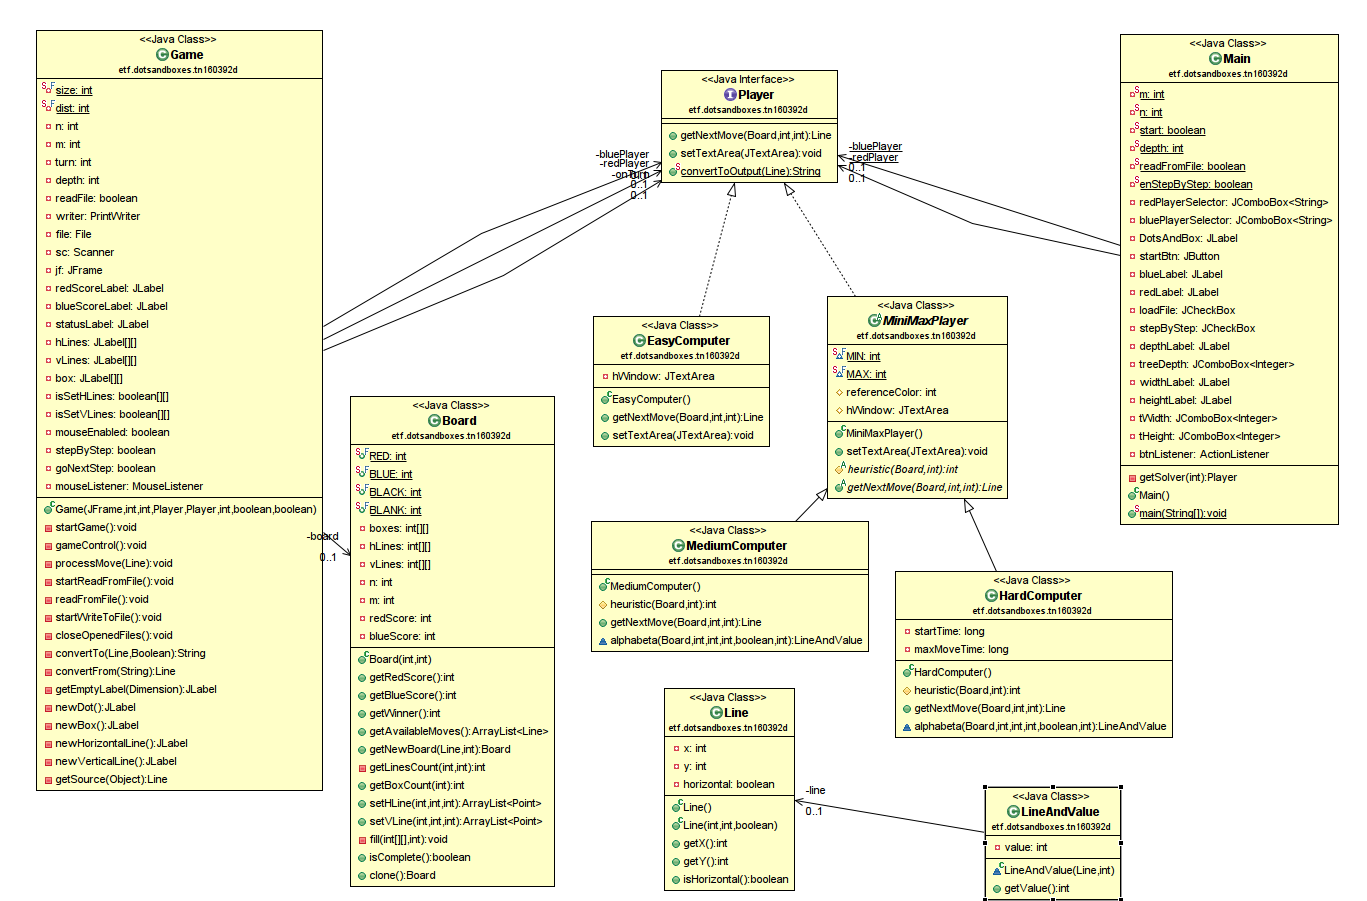 <<Java Class>>
Game
etf.dotsandboxes.tn160392d
size: int
dist: int
n: int
m: int
turn: int
depth: int
readFile: boolean
writer: PrintWriter
file: File
sc: Scanner
jf: JFrame
redScoreLabel: JLabel
blueScoreLabel: JLabel
statusLabel: JLabel
hLines: JLabel[][]
vLines: JLabel[][]
box: JLabel[][]
isSetHLines: boolean[][]
isSetVLines: boolean[][]
mouseEnabled: boolean
stepByStep: boolean
goNextStep: boolean
mouseListener: MouseListener
Game(JFrame,int,int,Player,Player,int,boolean,boolean)
startGame():void
gameControl():void
processMove(Line):void
startReadFromFile():void
readFromFile():void
startWriteToFile():void
closeOpenedFiles():void
convertTo(Line,Boolean):String
convertFrom(String):Line
getEmptyLabel(Dimension):JLabel
newDot():JLabel
newBox():JLabel
newHorizontalLine():JLabel
newVerticalLine():JLabel
getSource(Object):Line
-board
0..1
<<Java Class>>
Board
etf.dotsandboxes.tn160392d
RED: int
BLUE: int
BLACK: int
BLANK: int
boxes: int[][]
hLines: int[][]
vLines: int[][]
n: int
m: int
redScore: int
blueScore: int
Board(int,int)
getRedScore():int
getBlueScore():int
getWinner():int
getAvailableMoves():ArrayList<Line>
getNewBoard(Line,int):Board
getLinesCount(int,int):int
getBoxCount(int):int
setHLine(int,int,int):ArrayList<Point>
setVLine(int,int,int):ArrayList<Point>
fill(int[][],int):void
isComplete():boolean
clone():Board
-bluePlayer
-redPlayer
-onTurn
0..1
0..1
0..1
<<Java Interface>>
Player
etf.dotsandboxes.tn160392d
getNextMove(Board,int,int):Line
setTextArea(JTextArea):void
convertToOutput(Line):String
-bluePlayer
-redPlayer
0..1
0..1
<<Java Class>>
EasyComputer
etf.dotsandboxes.tn160392d
hWindow: JTextArea
EasyComputer()
getNextMove(Board,int,int):Line
setTextArea(JTextArea):void
<<Java Class>>
MiniMaxPlayer
etf.dotsandboxes.tn160392d
MIN: int
MAX: int
referenceColor: int
hWindow: JTextArea
MiniMaxPlayer()
setTextArea(JTextArea):void
heuristic(Board,int):int
getNextMove(Board,int,int):Line
<<Java Class>>
MediumComputer
etf.dotsandboxes.tn160392d
MediumComputer()
heuristic(Board,int):int
getNextMove(Board,int,int):Line
alphabeta(Board,int,int,int,boolean,int):LineAndValue
<<Java Class>>
HardComputer
etf.dotsandboxes.tn160392d
startTime: long
maxMoveTime: long
HardComputer()
heuristic(Board,int):int
getNextMove(Board,int,int):Line
alphabeta(Board,int,int,int,boolean,int):LineAndValue
<<Java Class>>
Line
etf.dotsandboxes.tn160392d
x: int
y: int
horizontal: boolean
Line()
Line(int,int,boolean)
getX():int
getY():int
isHorizontal():boolean
-line
0..1
<<Java Class>>
LineAndValue
etf.dotsandboxes.tn160392d
value: int
LineAndValue(Line,int)
getValue():int
<<Java Class>>
Main
etf.dotsandboxes.tn160392d
m: int
n: int
start: boolean
depth: int
readFromFile: boolean
enStepByStep: boolean
redPlayerSelector: JComboBox<String>
bluePlayerSelector: JComboBox<String>
DotsAndBox: JLabel
startBtn: JButton
blueLabel: JLabel
redLabel: JLabel
loadFile: JCheckBox
stepByStep: JCheckBox
depthLabel: JLabel
treeDepth: JComboBox<Integer>
widthLabel: JLabel
heightLabel: JLabel
tWidth: JComboBox<Integer>
tHeight: JComboBox<Integer>
btnListener: ActionListener
getSolver(int):Player
Main()
main(String[]):void